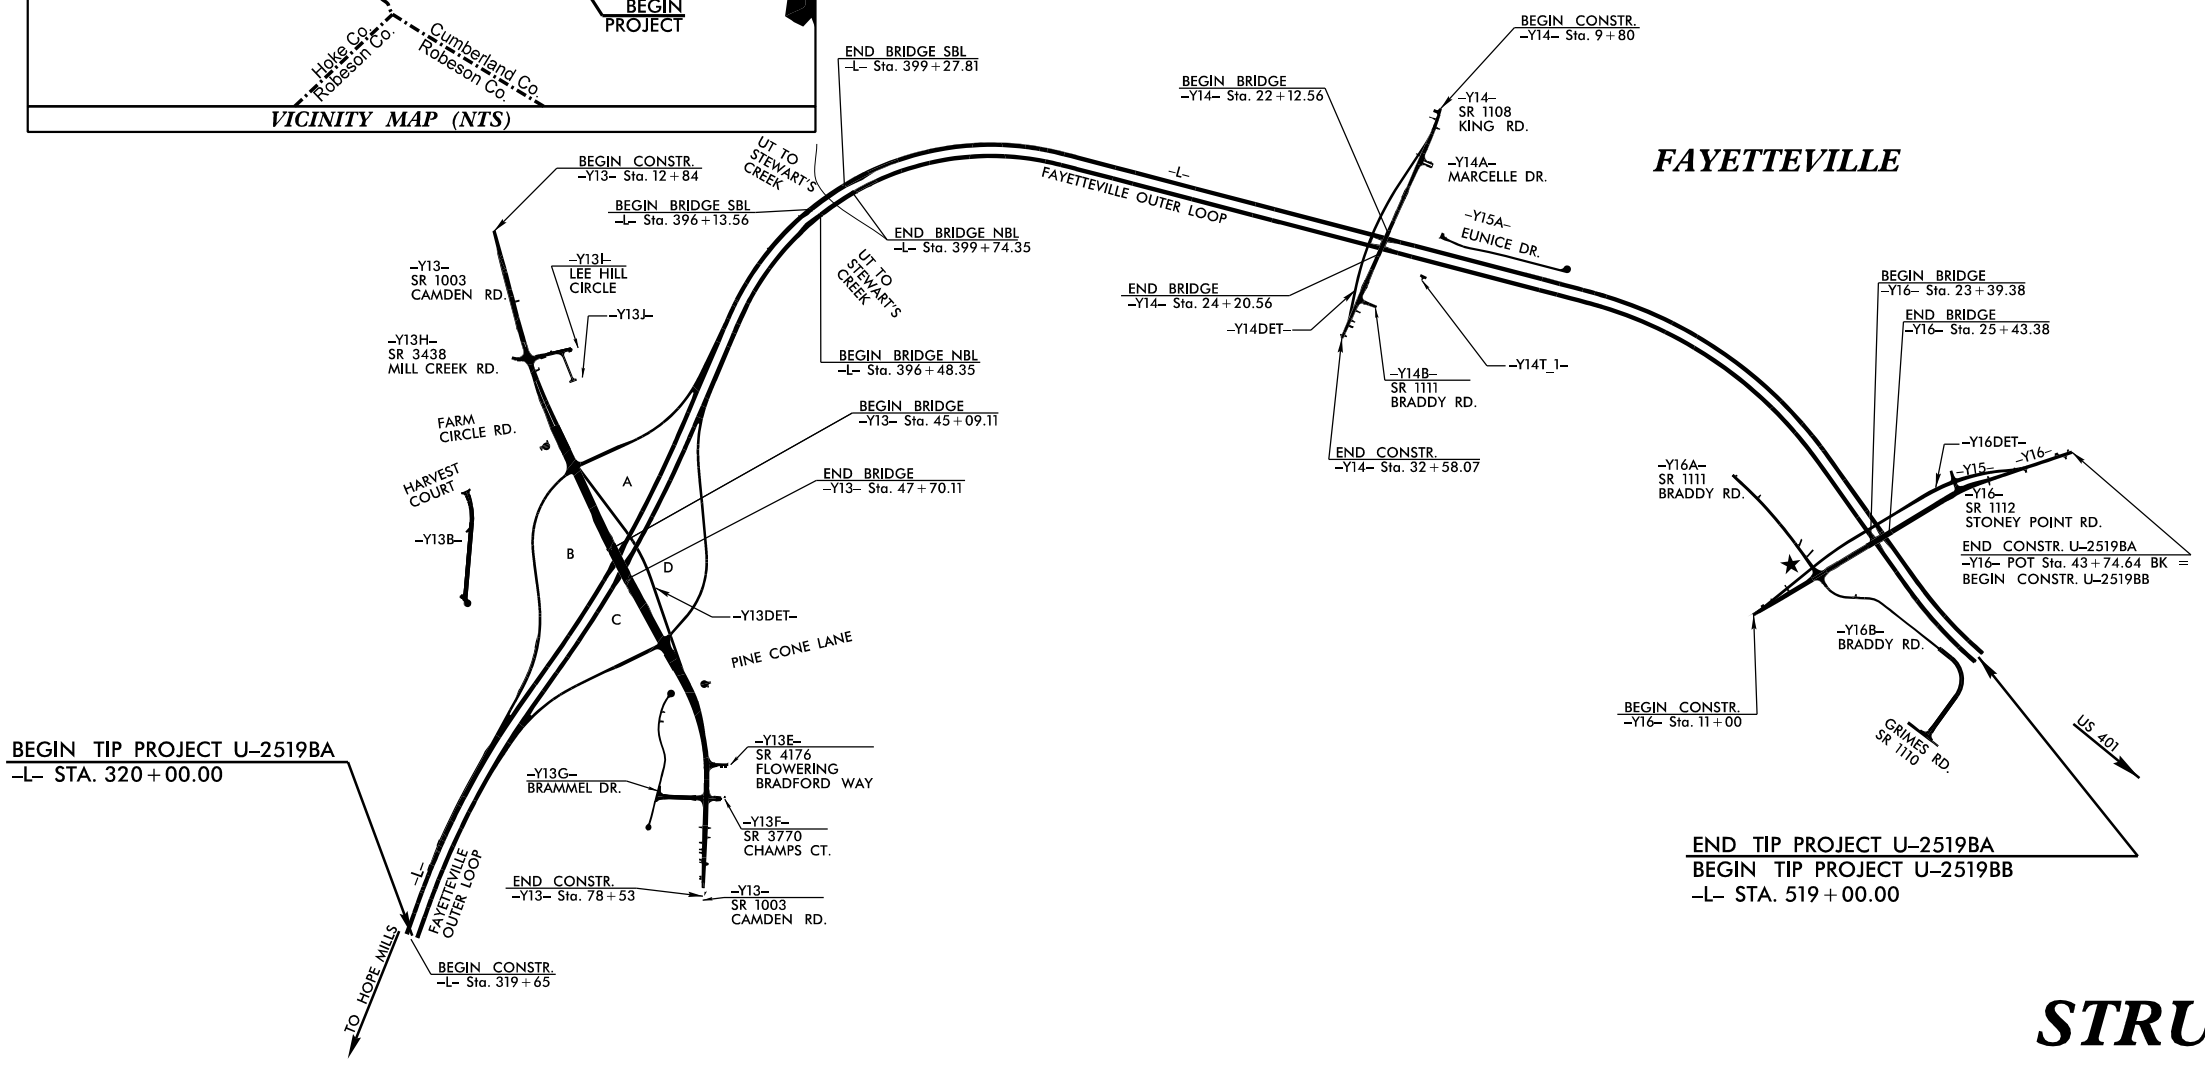 BEGIN
PROJECT
Hoke Co.
Robeson Co.
Cumberland Co.
Robeson Co.
VICINITY MAP (NTS)
END BRIDGE SBL
-L- Sta. 399+27.81
BEGIN CONSTR.
-Y14- Sta. 9+80
BEGIN BRIDGE
-Y14- Sta. 22+12.56
-Y14-
SR 1108
KING RD.
-Y14A-
MARCELLE DR.
FAYETTEVILLE
BEGIN CONSTR.
-Y13- Sta. 12+84
UT TO
STEWART'S
CREEK
BEGIN BRIDGE SBL
-L- Sta. 396+13.56
END BRIDGE NBL
-L- Sta. 399+74.35
UT TO
STEWART'S
CREEK
-L-
FAYETTEVILLE OUTER LOOP
-Y15A-
EUNICE DR.
-Y13-
SR 1003
CAMDEN RD.
-Y13I-
LEE HILL
CIRCLE
-Y13J-
-Y13H-
SR 3438
MILL CREEK RD.
BEGIN BRIDGE NBL
-L- Sta. 396+48.35
END BRIDGE
-Y14- Sta. 24+20.56
-Y14DET-
-Y14T_1-
-Y14B-
SR 1111
BRADDY RD.
END CONSTR.
-Y14- Sta. 32+58.07
BEGIN BRIDGE
-Y16- Sta. 23+39.38
END BRIDGE
-Y16- Sta. 25+43.38
FARM
CIRCLE RD.
BEGIN BRIDGE
-Y13- Sta. 45+09.11
END BRIDGE
-Y13- Sta. 47+70.11
HARVEST
COURT
-Y13B-
A
B
C
D
-Y13DET-
PINE CONE LANE
-Y16DET-
-Y15-
-Y16-
-Y16A-
SR 1111
BRADDY RD.
-Y16-
SR 1112
STONEY POINT RD.
END CONSTR. U-2519BA
-Y16- POT Sta. 43+74.64 BK =
BEGIN CONSTR. U-2519BB
-Y16B-
BRADDY RD.
BEGIN CONSTR.
-Y16- Sta. 11+00
GRIMES RD.
SR 1110
US 401
BEGIN TIP PROJECT U-2519BA
-L- STA. 320+00.00
-Y13E-
SR 4176
FLOWERING
BRADFORD WAY
-Y13G-
BRAMMEL DR.
-Y13F-
SR 3770
CHAMPS CT.
END CONSTR.
-Y13- Sta. 78+53
-Y13-
SR 1003
CAMDEN RD.
-L-
FAYETTEVILLE
OUTER LOOP
TO HOPE MILLS
BEGIN CONSTR.
-L- Sta. 319+65
END TIP PROJECT U-2519BA
BEGIN TIP PROJECT U-2519BB
-L- STA. 519+00.00
STRU